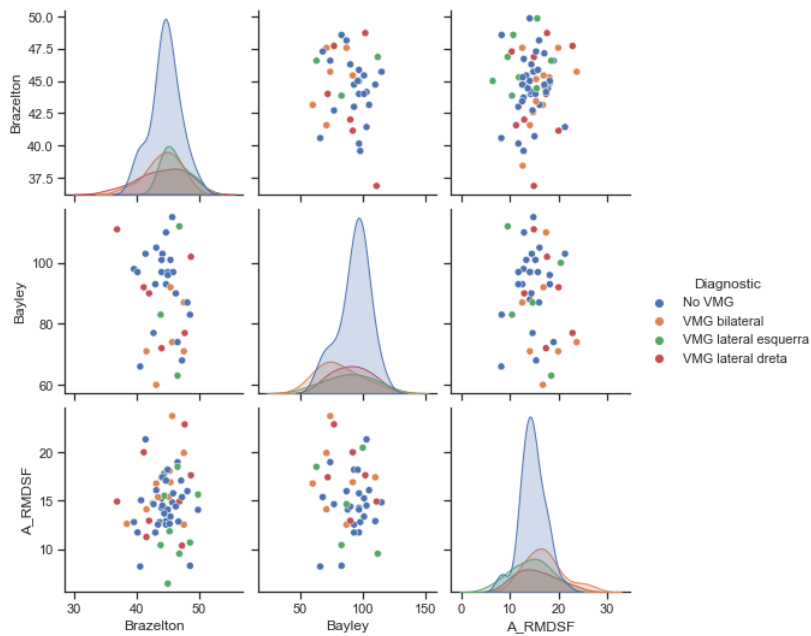 50.0
47.5
45.0
42.5
40.0
37.5
Brazelton
100
80
60
Bayley
20
15
10
A_RMDSF
30 40 50
Brazelton
50 100 150
Bayley
0 10 20 30
A_RMDSF
Diagnostic
No VMG
VMG bilateral
VMG lateral esquerra
VMG lateral dreta